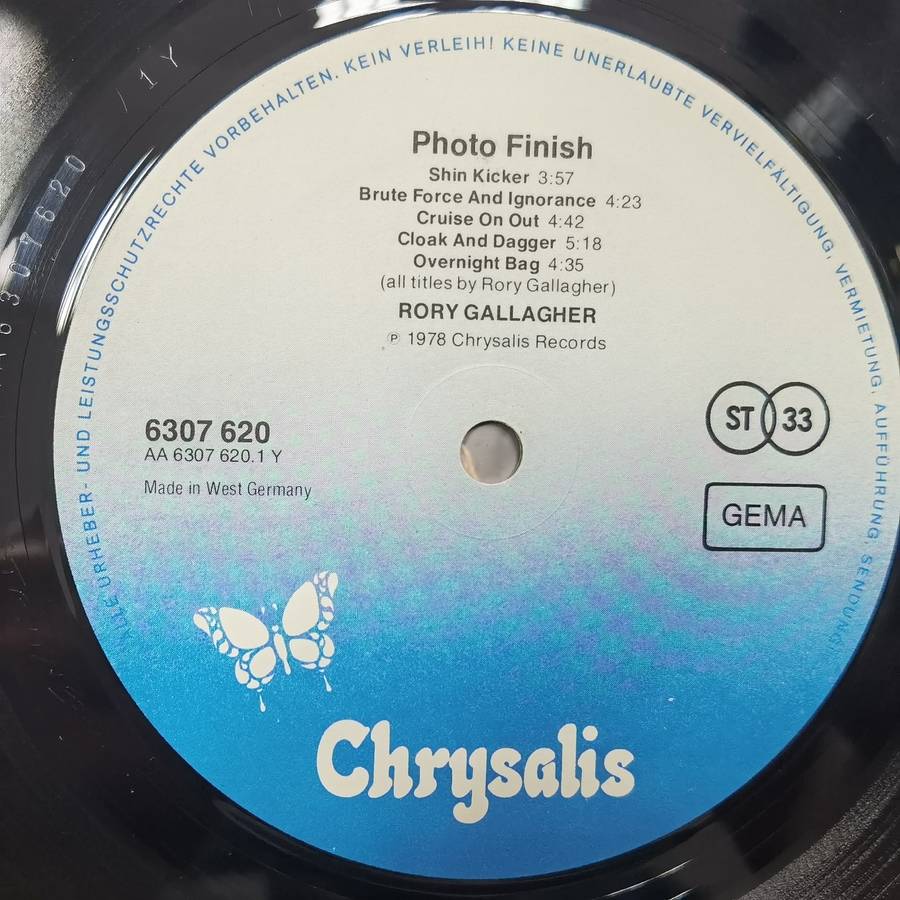 ALLE URHEBER- UND LEISTUNGSSCHUTZRECHTE VORBEHALTEN. KEIN VERLEIH! KEINE UNERLAUBTE VERVIELFÄLTIGUNG, VERMIETUNG, AUFFÜHRUNG, SENDUNG!
Photo Finish
Shin Kicker 3:57
Brute Force And Ignorance 4:23
Cruise On Out 4:42
Cloak And Dagger 5:18
Overnight Bag 4:35
(all titles by Rory Gallagher)
RORY GALLAGHER
℗ 1978 Chrysalis Records
6307 620
AA 6307 620.1 Y
Made in West Germany
ST 33
GEMA
Chrysalis
6307620 /1Y